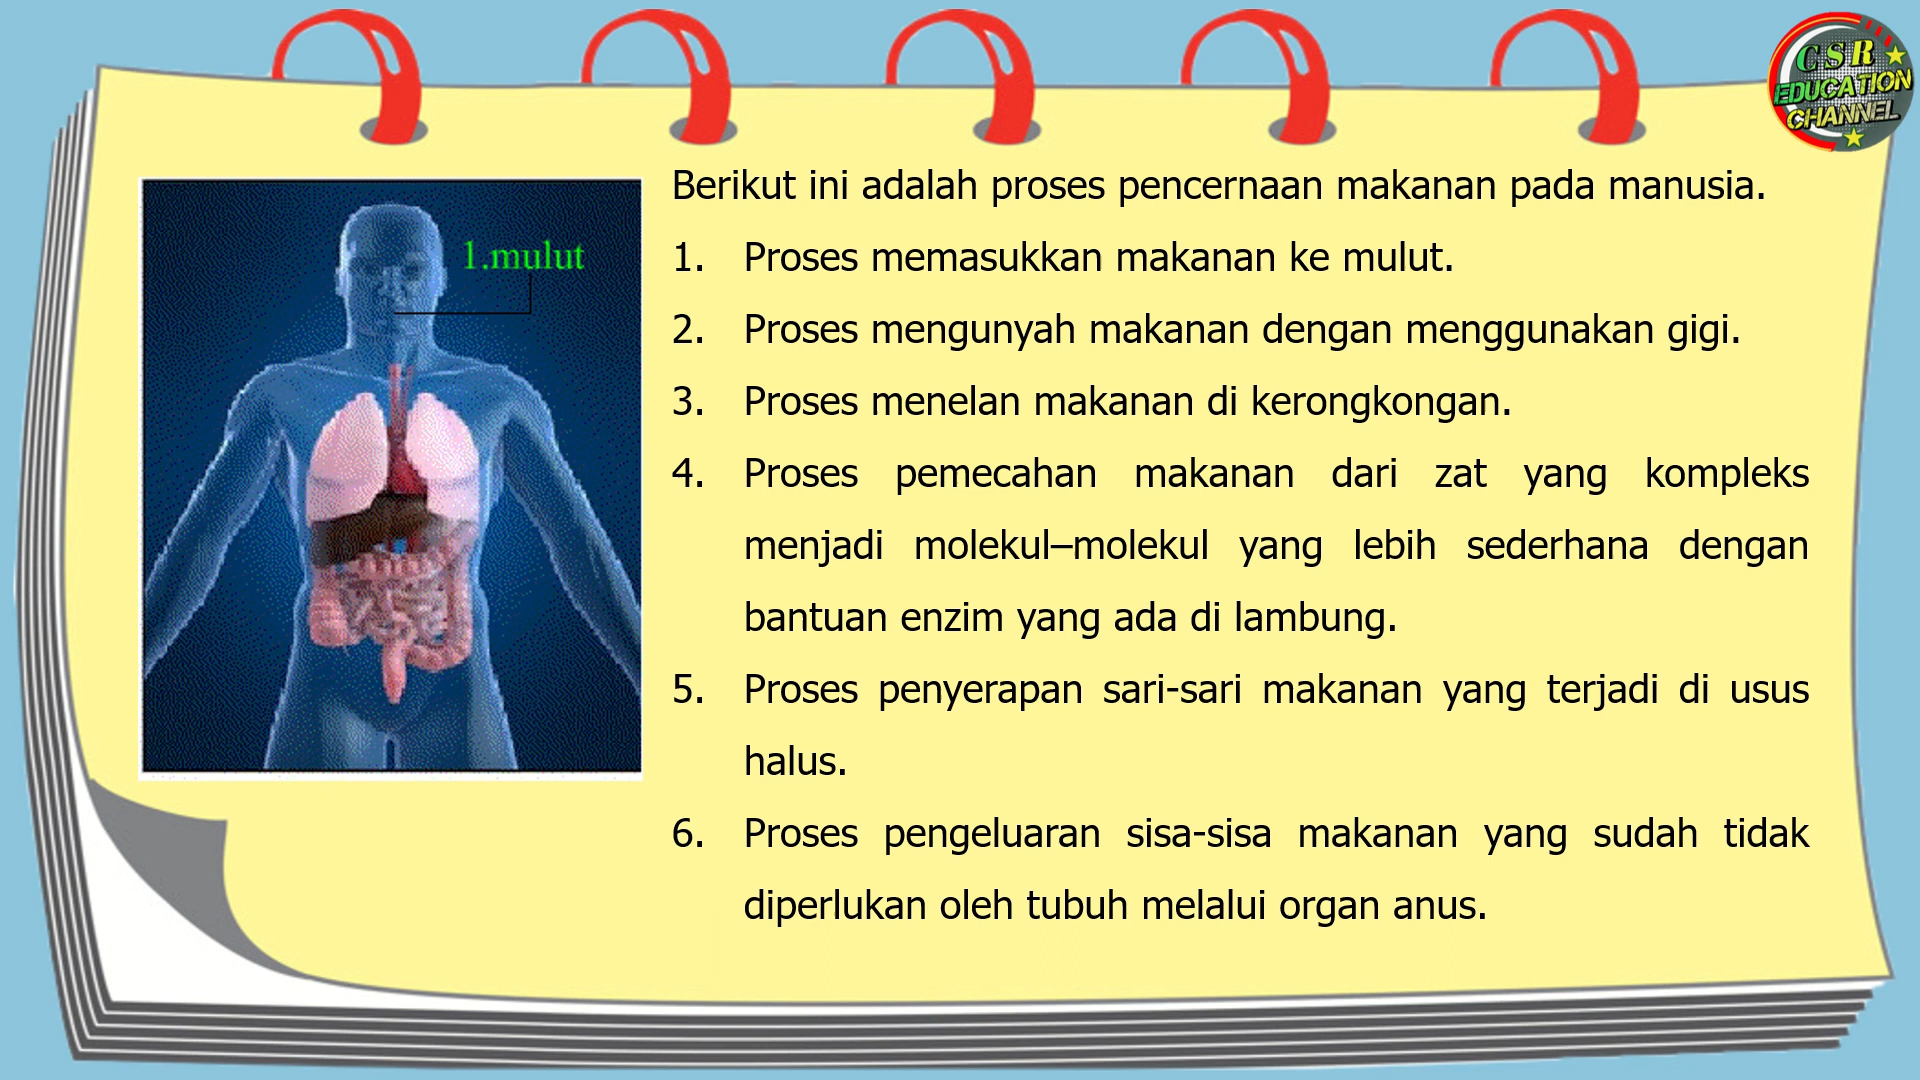 CSR
EDUCATION
CHANNEL
1.mulut
Berikut ini adalah proses pencernaan makanan pada manusia.
1. Proses memasukkan makanan ke mulut.
2. Proses mengunyah makanan dengan menggunakan gigi.
3. Proses menelan makanan di kerongkongan.
4. Proses pemecahan makanan dari zat yang kompleks
menjadi molekul–molekul yang lebih sederhana dengan
bantuan enzim yang ada di lambung.
5. Proses penyerapan sari-sari makanan yang terjadi di usus
halus.
6. Proses pengeluaran sisa-sisa makanan yang sudah tidak
diperlukan oleh tubuh melalui organ anus.